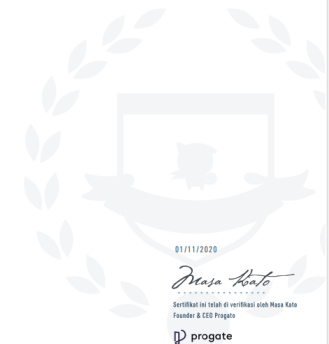 01/11/2020
Masa Kato
Sertifikat ini telah di verifikasi oleh Masa Kato
Founder & CEO Progate
progate